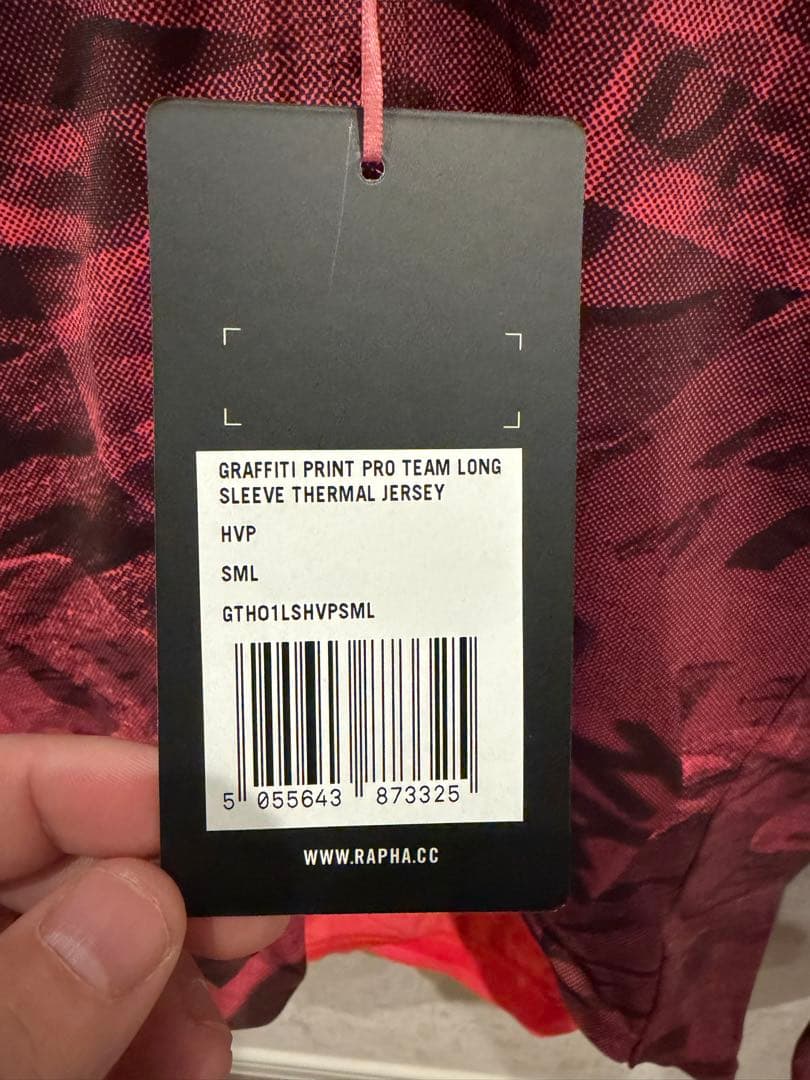 GRAFFITI PRINT PRO TEAM LONG
SLEEVE THERMAL JERSEY
HVP
SML
GTH01LSHVPSML
5 055643 873325
WWW.RAPHA.CC